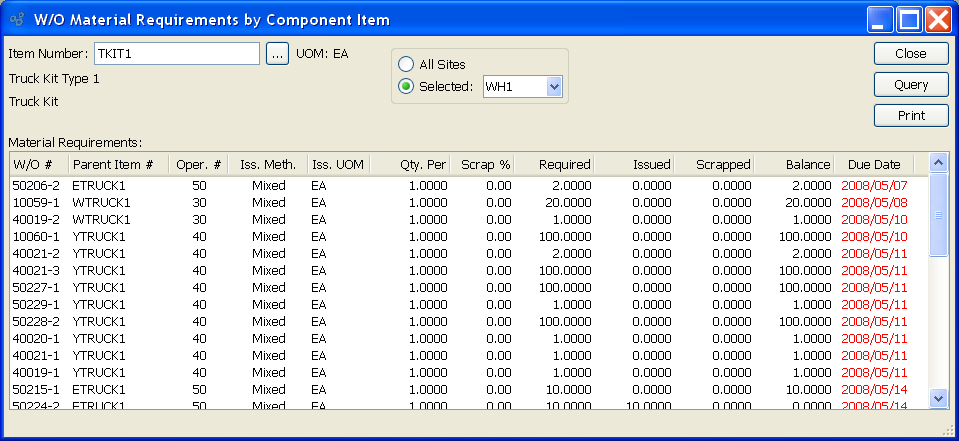 W/O Material Requirements by Component Item
Item Number: TKIT1 ... UOM: EA
All Sites
Selected: WH1
Close
Query
Print
Truck Kit Type 1
Truck Kit
Material Requirements:
W/O # Parent Item # Oper. # Iss. Meth. Iss. UOM Qty. Per Scrap % Required Issued Scrapped Balance Due Date
50206-2 ETRUCK1 50 Mixed EA 1.0000 0.00 2.0000 0.0000 0.0000 2.0000 2008/05/07
10059-1 WTRUCK1 30 Mixed EA 1.0000 0.00 20.0000 0.0000 0.0000 20.0000 2008/05/08
40019-2 WTRUCK1 30 Mixed EA 1.0000 0.00 1.0000 0.0000 0.0000 1.0000 2008/05/10
10060-1 YTRUCK1 40 Mixed EA 1.0000 0.00 100.0000 0.0000 0.0000 100.0000 2008/05/10
40021-2 YTRUCK1 40 Mixed EA 1.0000 0.00 2.0000 0.0000 0.0000 2.0000 2008/05/11
40021-3 YTRUCK1 40 Mixed EA 1.0000 0.00 100.0000 0.0000 0.0000 100.0000 2008/05/11
50227-1 YTRUCK1 40 Mixed EA 1.0000 0.00 100.0000 0.0000 0.0000 100.0000 2008/05/11
50229-1 YTRUCK1 40 Mixed EA 1.0000 0.00 1.0000 0.0000 0.0000 1.0000 2008/05/11
50228-2 YTRUCK1 40 Mixed EA 1.0000 0.00 100.0000 0.0000 0.0000 100.0000 2008/05/11
40020-1 YTRUCK1 40 Mixed EA 1.0000 0.00 1.0000 0.0000 0.0000 1.0000 2008/05/11
40021-1 YTRUCK1 40 Mixed EA 1.0000 0.00 1.0000 0.0000 0.0000 1.0000 2008/05/11
40019-1 YTRUCK1 40 Mixed EA 1.0000 0.00 1.0000 0.0000 0.0000 1.0000 2008/05/11
50215-1 ETRUCK1 50 Mixed EA 1.0000 0.00 10.0000 0.0000 0.0000 10.0000 2008/05/14
50224-2 ETRUCK1 50 Mixed EA 1.0000 0.00 10.0000 10.0000 0.0000 0.0000 2008/05/14